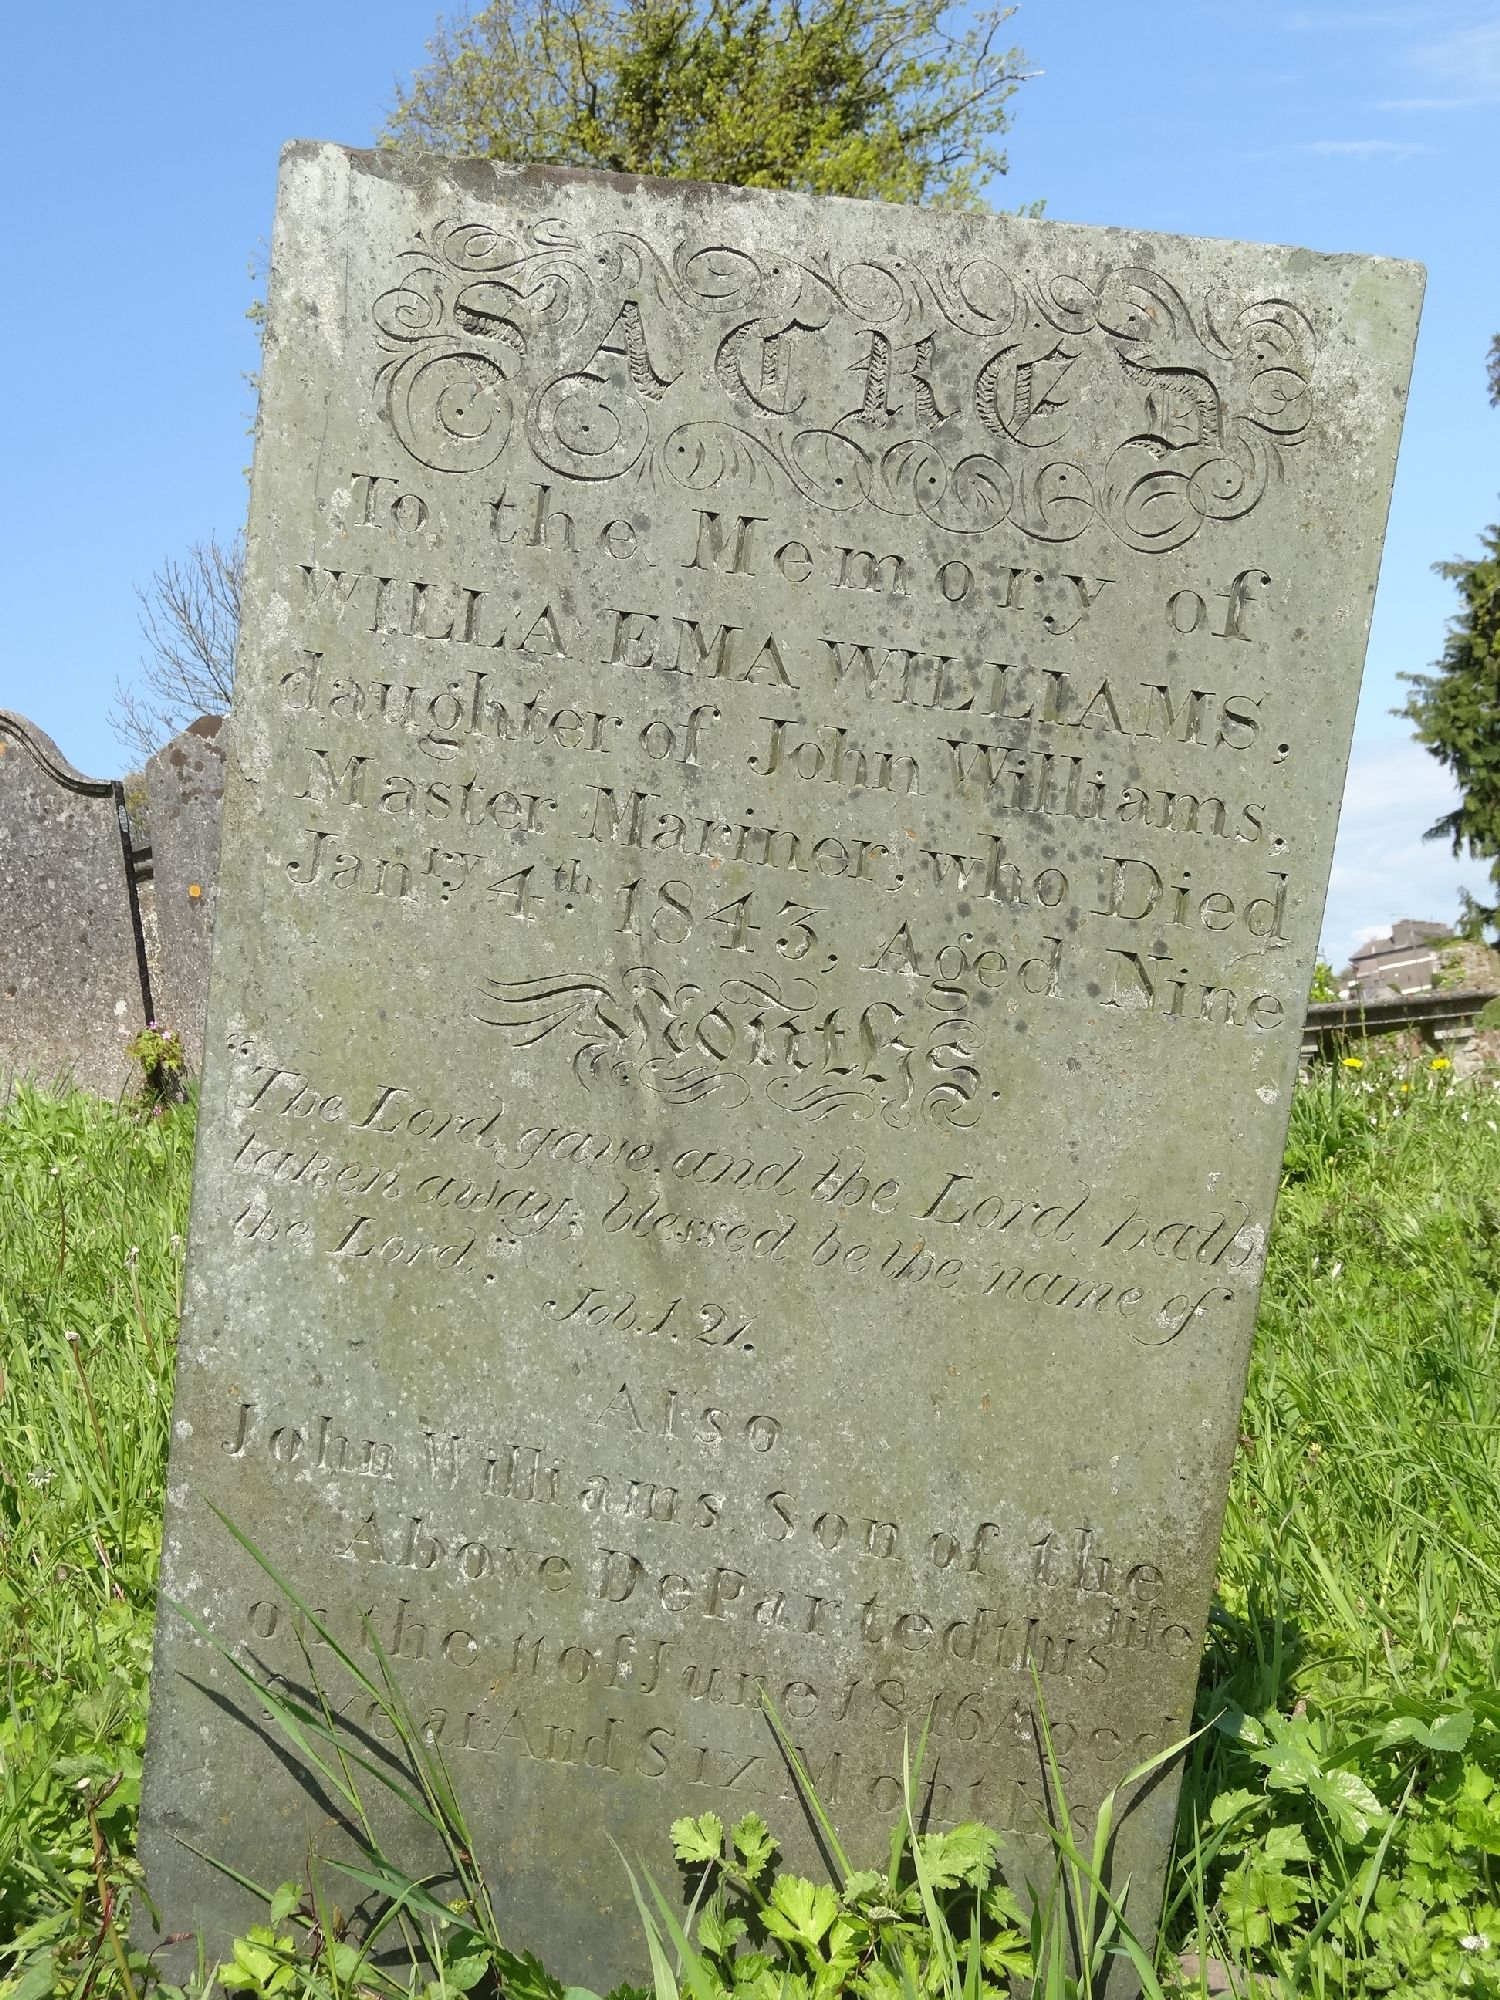 SACRED
To the Memory of
WILLA EMA WILLIAMS,
daughter of John Williams,
Master Mariner, who Died
Janry. 4th. 1843, Aged Nine
Months.
"The Lord gave and the Lord hath
taken away, blessed be the name of
the Lord."
Job.1.21.
Also
John Williams Son of the
Above DeParted this life
on the 11 of June 1846 Aged
year And Six Months